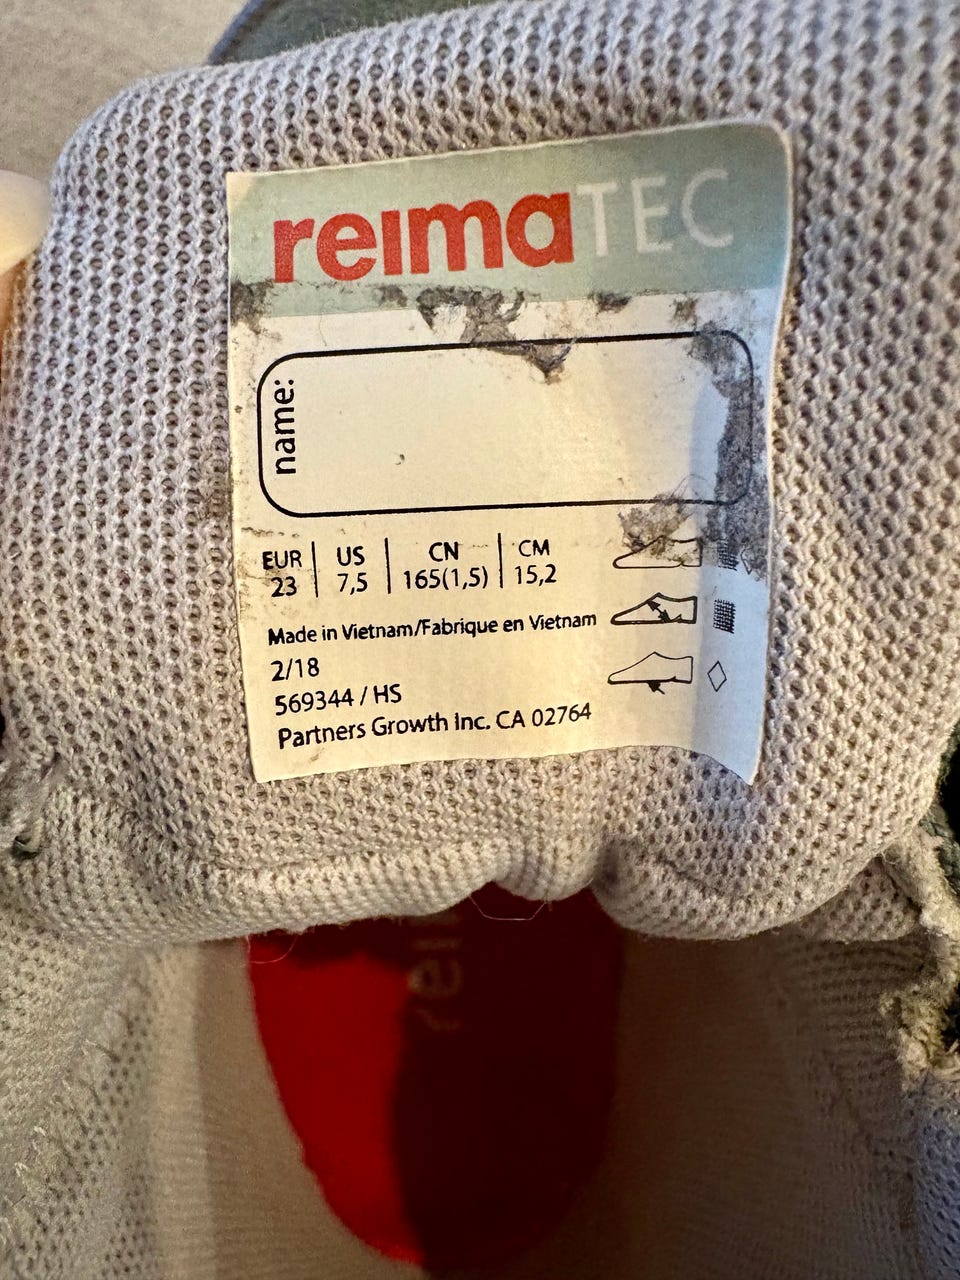 reimaTEC
name:
EUR | US | CN | CM
23 | 7,5 | 165(1,5) | 15,2
Made in Vietnam/Fabrique en Vietnam
2/18
569344 / HS
Partners Growth Inc. CA 02764